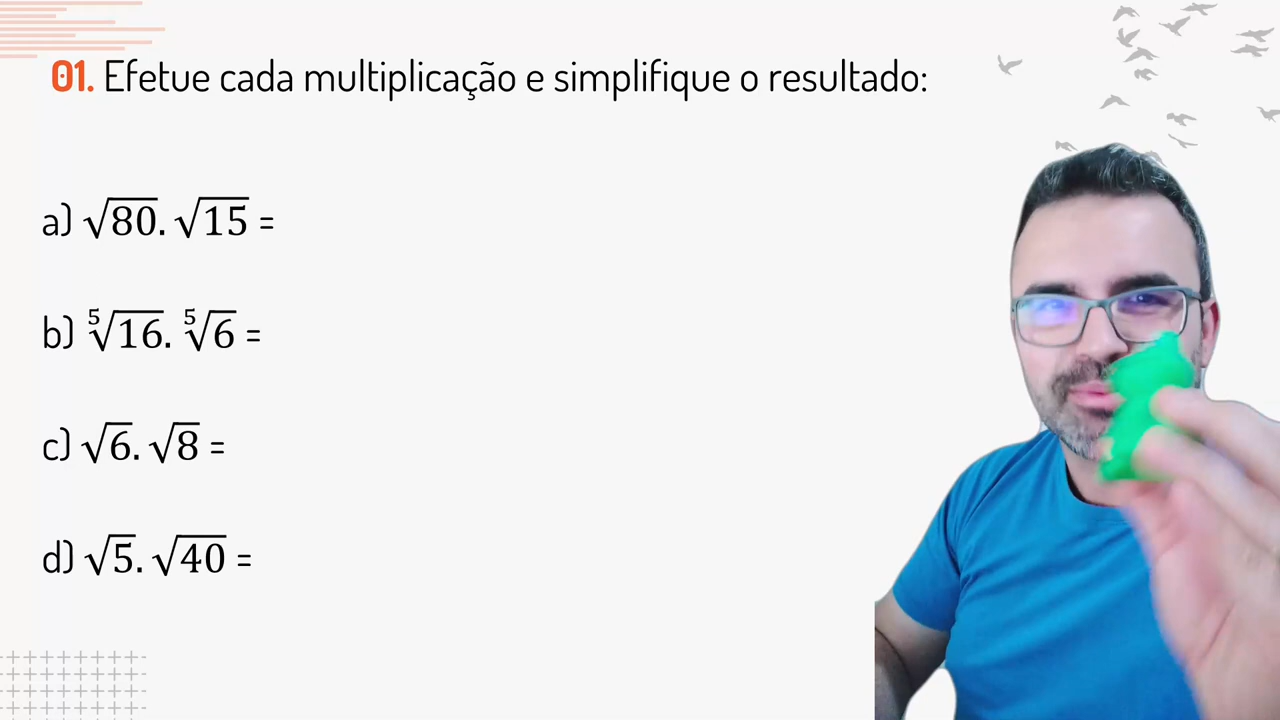 01. Efetue cada multiplicação e simplifique o resultado:
a) √80. √15 =
b) ⁵√16. ⁵√6 =
c) √6. √8 =
d) √5. √40 =